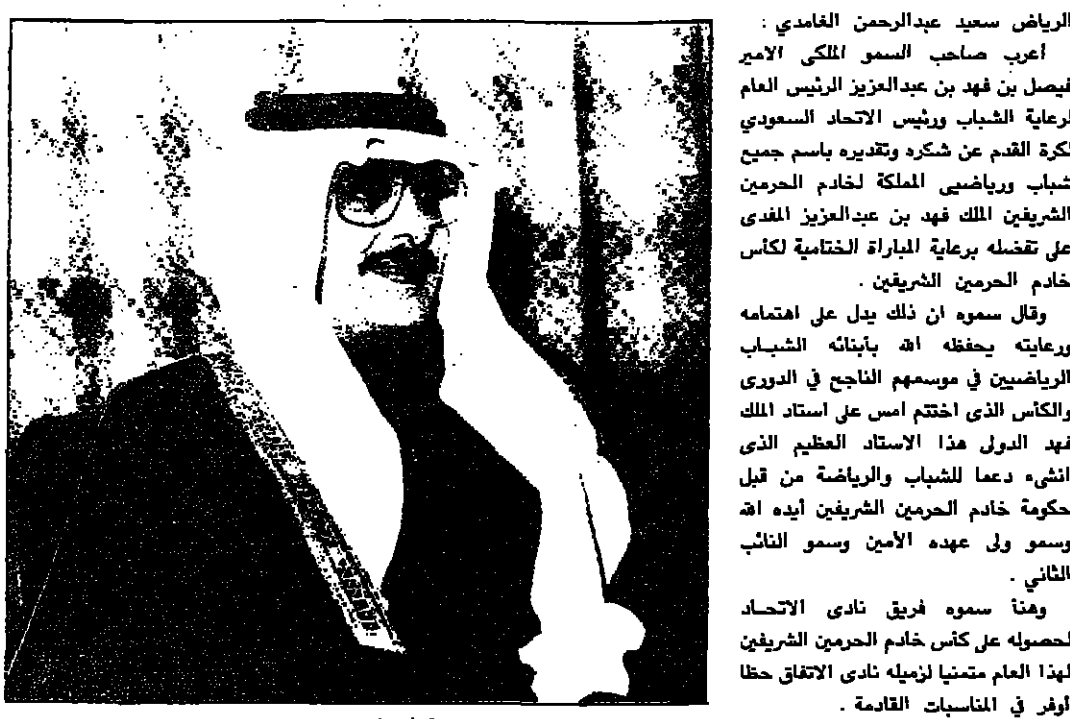 الرياض سعيد عبدالرحمن الغامدي :
أعرب صاحب السمو الملكى الامير
فيصل بن فهد بن عبدالعزيز الرئيس العام
لرعاية الشباب ورئيس الاتحاد السعودي
لكرة القدم عن شكره وتقديره باسم جميع
شباب ورياضيى المملكة لخادم الحرمين
الشريفين الملك فهد بن عبدالعزيز المفدى
على تفضله برعاية المباراة الختامية لكأس
خادم الحرمين الشريفين .
وقال سموه ان ذلك يدل على اهتمامه
ورعايته يحفظه الله بأبنائه الشبـاب
الرياضيين في موسمهم الناجح في الدورى
والكأس الذى اختتم امس على استاد الملك
فهد الدولى هذا الاستاد العظيم الذى
انشىء دعما للشباب والرياضة من قبل
حكومة خادم الحرمين الشريفين أيده الله
وسمو ولى عهده الأمين وسمو النائب
الثاني .
وهنأ سموه فريق نادى الاتحـاد
لحصوله على كأس خادم الحرمين الشريفين
لهذا العام متمنيا لزميله نادى الاتفاق حظا
أوفر في المناسبات القادمة .